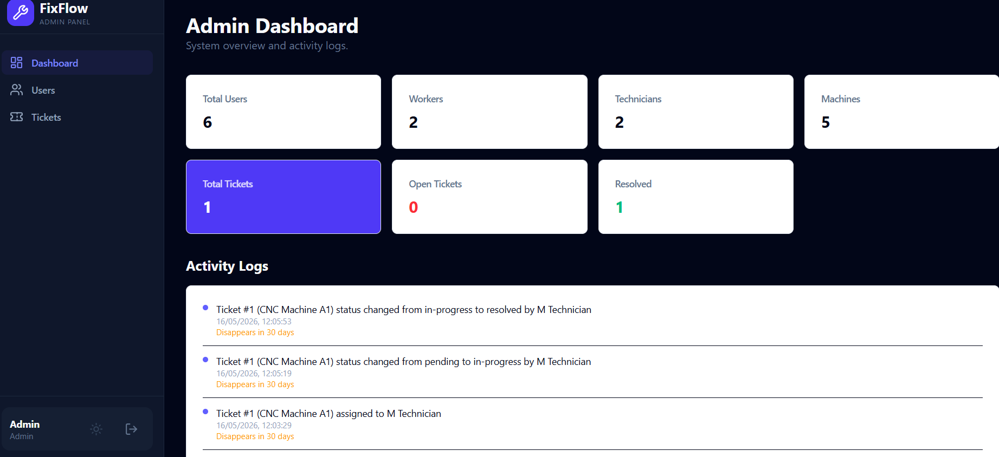 FixFlow
ADMIN PANEL
Dashboard
Users
Tickets
Admin
Admin
Admin Dashboard
System overview and activity logs.
Total Users
6
Workers
2
Technicians
2
Machines
5
Total Tickets
1
Open Tickets
0
Resolved
1
Activity Logs
Ticket #1 (CNC Machine A1) status changed from in-progress to resolved by M Technician
16/05/2026, 12:05:53
Disappears in 30 days
Ticket #1 (CNC Machine A1) status changed from pending to in-progress by M Technician
16/05/2026, 12:05:19
Disappears in 30 days
Ticket #1 (CNC Machine A1) assigned to M Technician
16/05/2026, 12:03:29
Disappears in 30 days